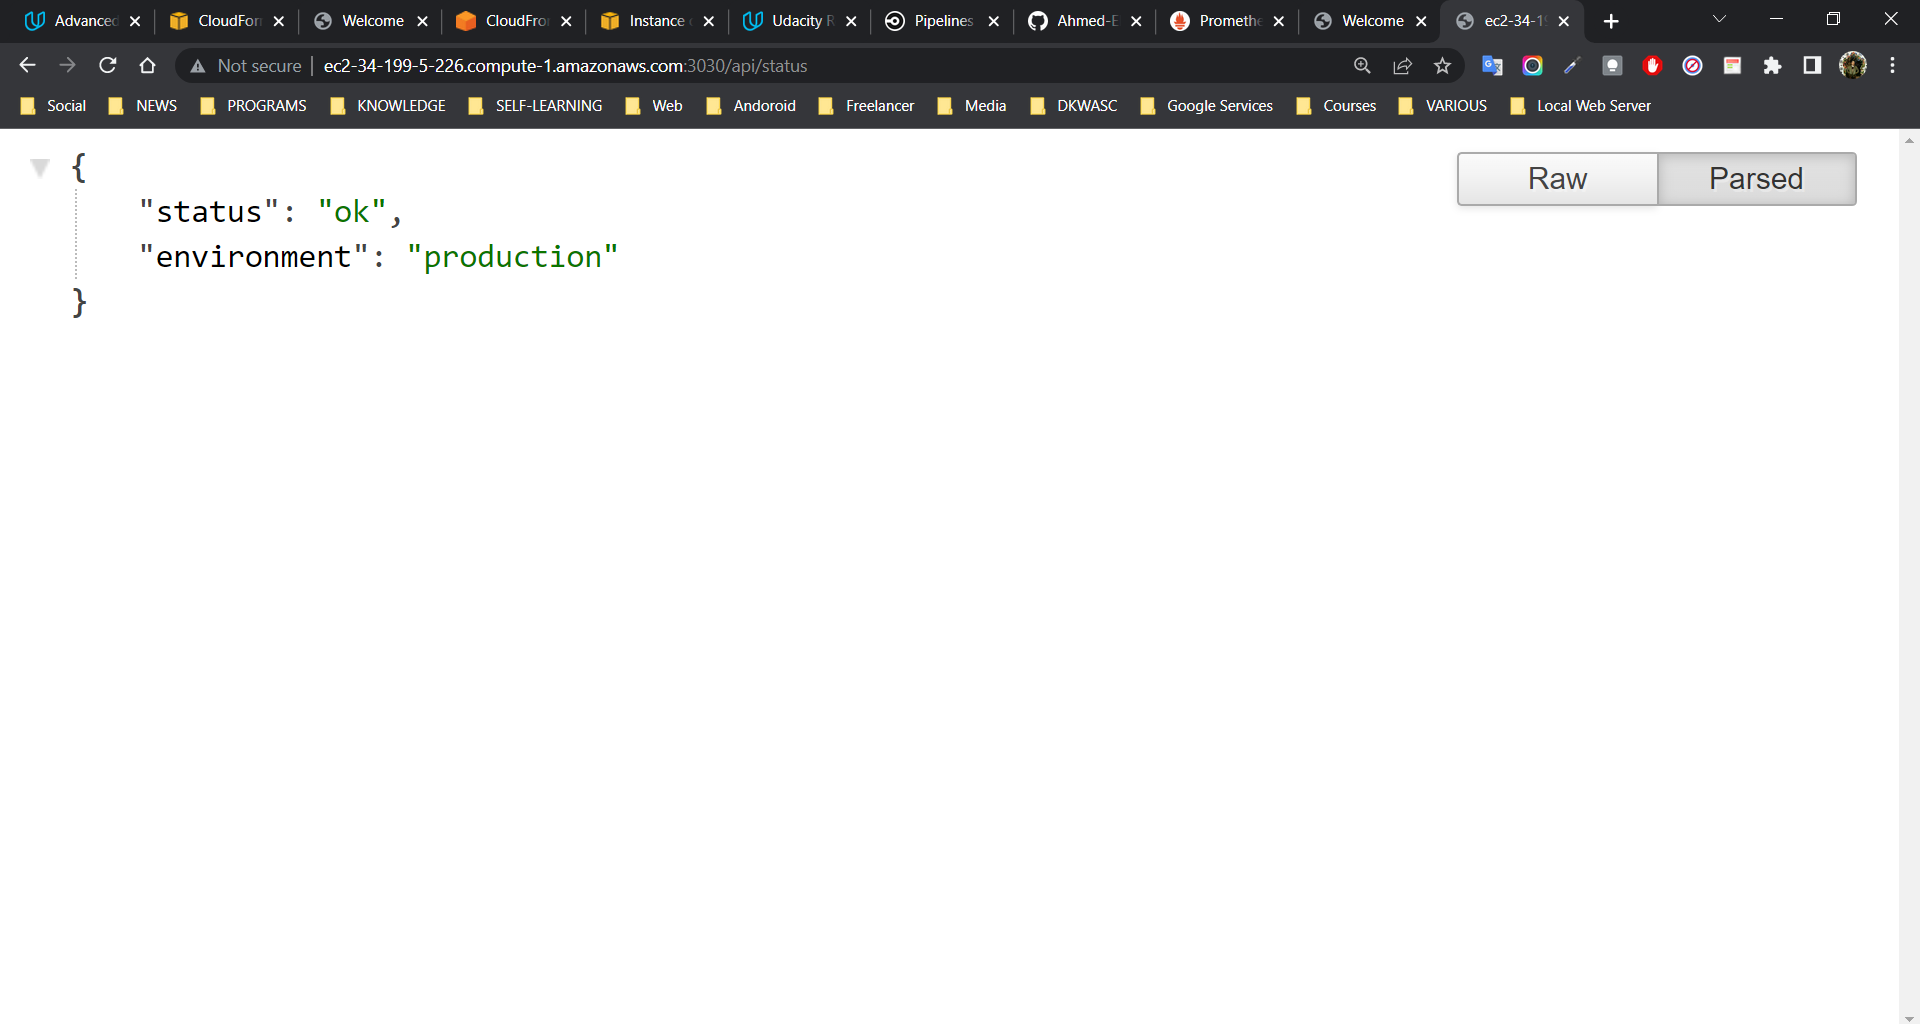 Advanced CloudFor Welcome CloudFro Instance Udacity R Pipelines Ahmed-E Promethe Welcome ec2-34-19
Not secure ec2-34-199-5-226.compute-1.amazonaws.com:3030/api/status
Social NEWS PROGRAMS KNOWLEDGE SELF-LEARNING Web Andoroid Freelancer Media DKWASC Google Services Courses VARIOUS Local Web Server
{
Raw Parsed
"status": "ok",
"environment": "production"
}